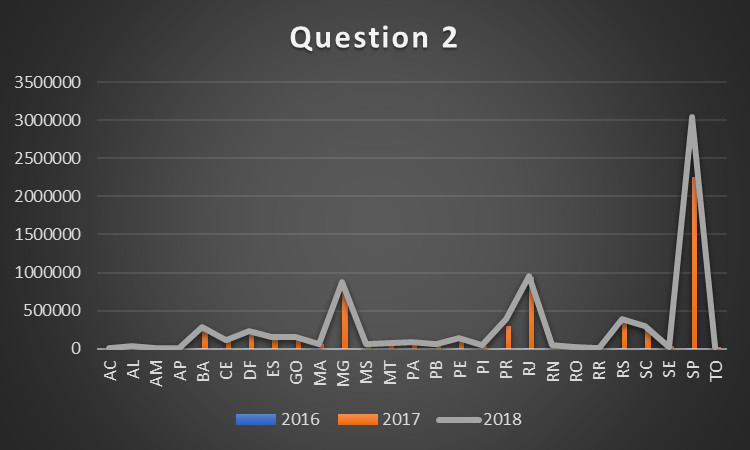 Question 2
3500000
3000000
2500000
2000000
1500000
1000000
500000
0
AC AL AM AP BA CE DF ES GO MA MG MS MT PA PB PE PI PR RJ RN RO RR RS SC SE SP TO
2016 2017 2018